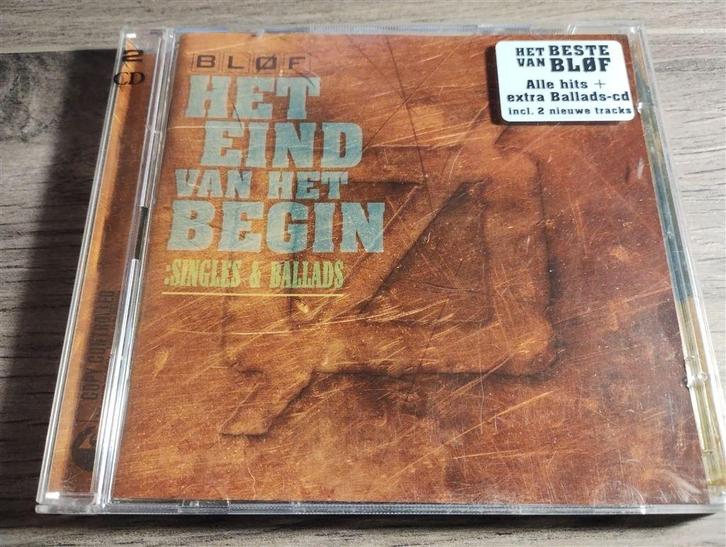 2
CD
BLØF
HET
EIND
VAN HET
BEGIN
:SINGLES & BALLADS
HET BESTE
VAN BLØF
Alle hits +
extra Ballads-cd
incl. 2 nieuwe tracks
COPY CONTROLLED